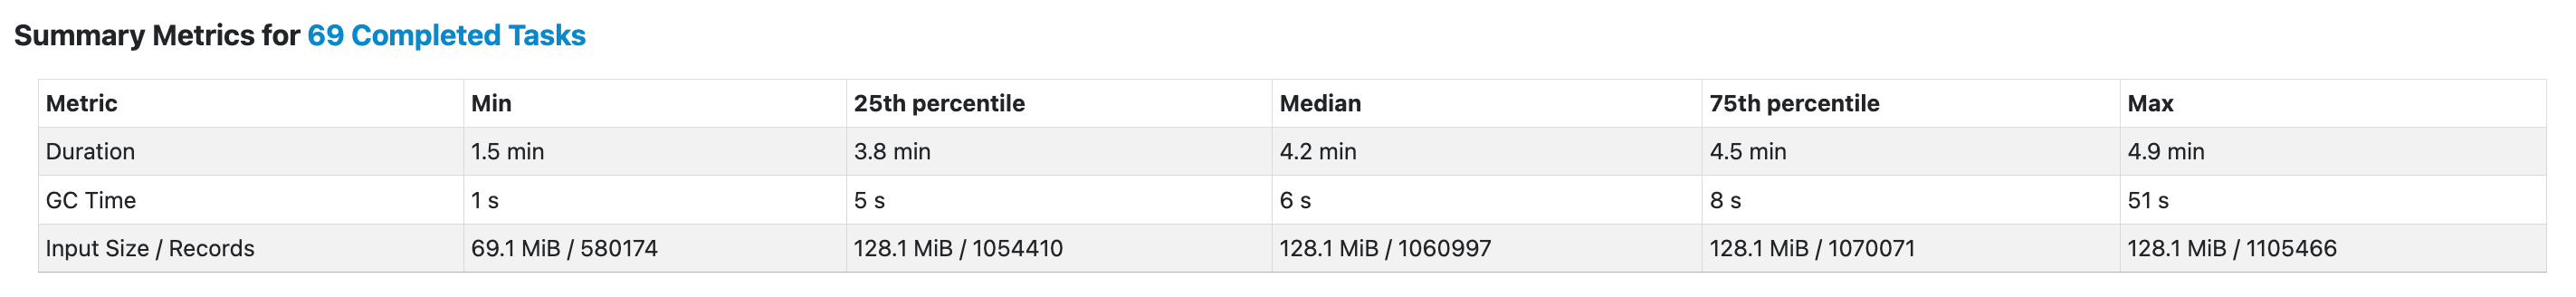 Summary Metrics for 69 Completed Tasks
Metric Min 25th percentile Median 75th percentile Max
Duration 1.5 min 3.8 min 4.2 min 4.5 min 4.9 min
GC Time 1 s 5 s 6 s 8 s 51 s
Input Size / Records 69.1 MiB / 580174 128.1 MiB / 1054410 128.1 MiB / 1060997 128.1 MiB / 1070071 128.1 MiB / 1105466